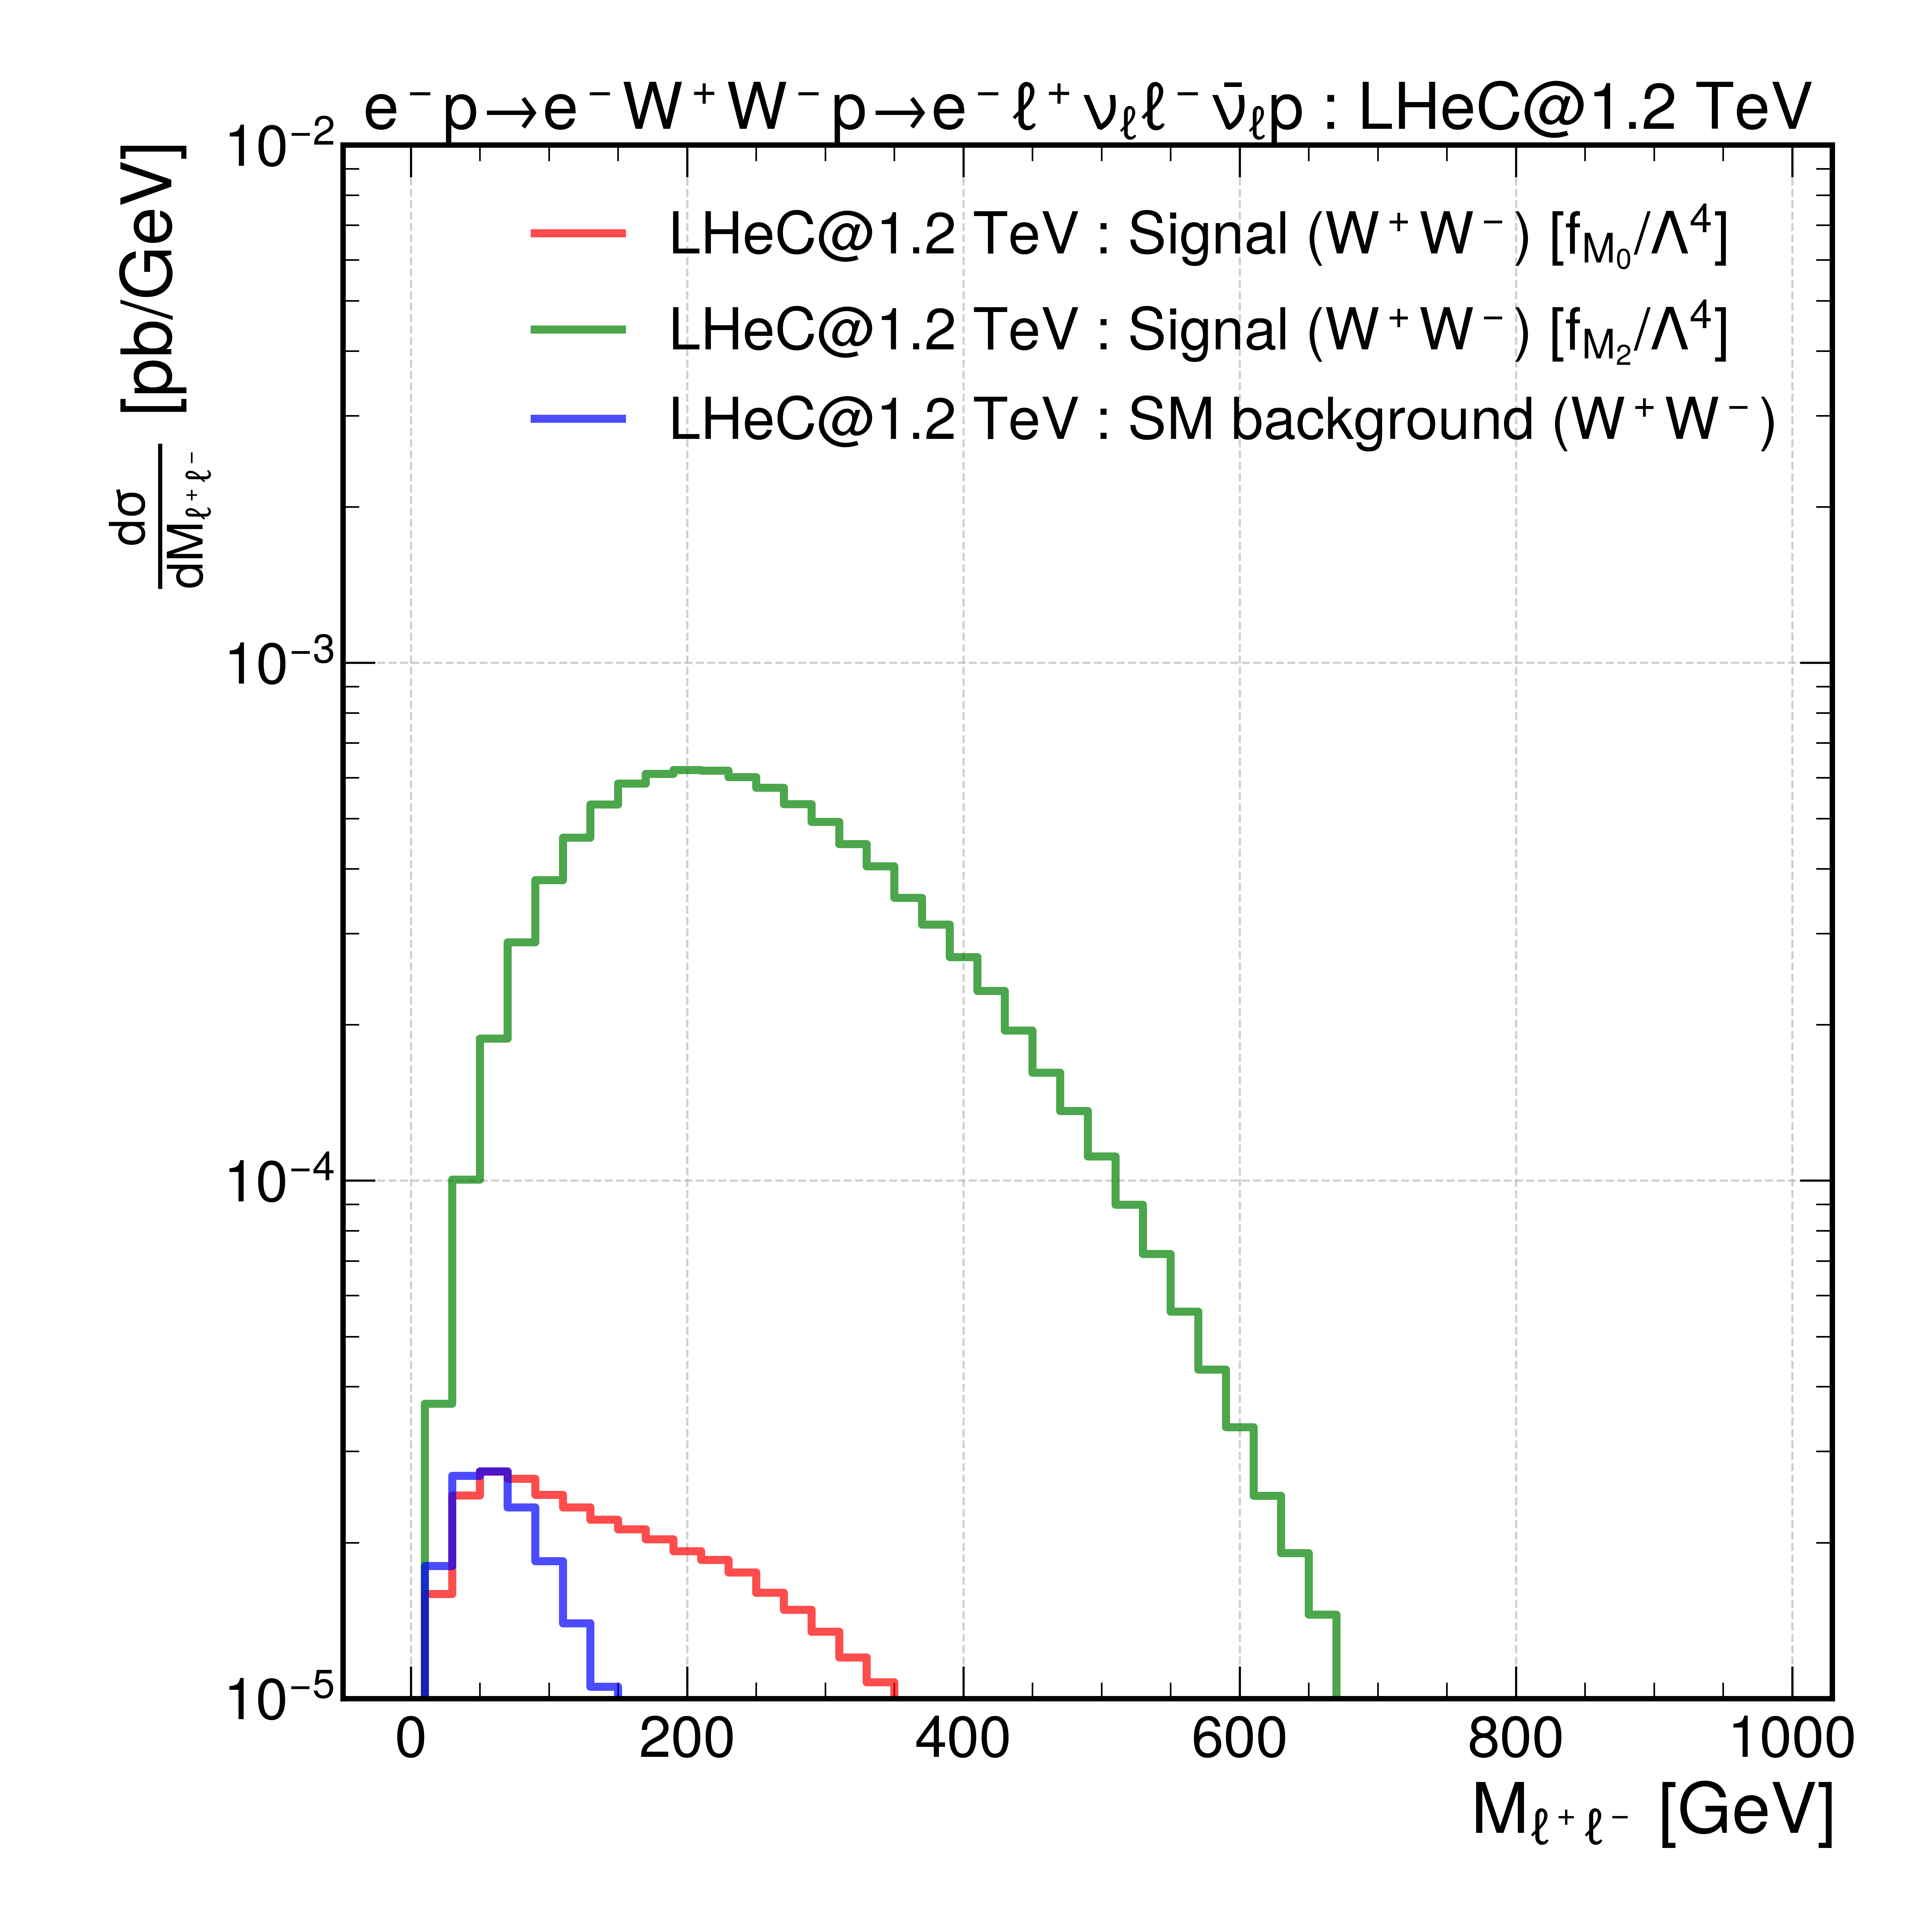 e⁻p→e⁻W⁺W⁻p→e⁻ℓ⁺νℓℓ⁻ν̄ℓp : LHeC@1.2 TeV
dσ/dMℓ⁺ℓ⁻ [pb/GeV]
10⁻²
LHeC@1.2 TeV : Signal (W⁺W⁻) [f_M₀/Λ⁴]
LHeC@1.2 TeV : Signal (W⁺W⁻) [f_M₂/Λ⁴]
LHeC@1.2 TeV : SM background (W⁺W⁻)
10⁻³
10⁻⁴
10⁻⁵
0 200 400 600 800 1000
Mℓ⁺ℓ⁻ [GeV]